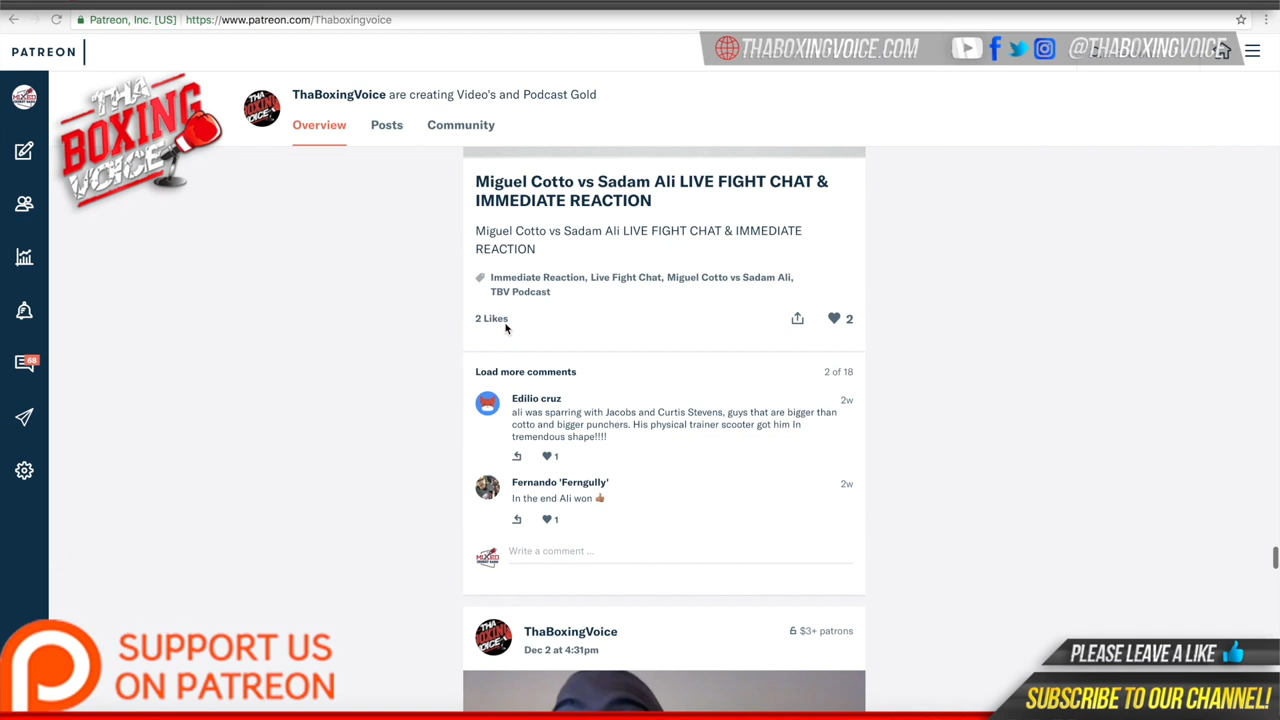 Patreon, Inc. [US]
https://www.patreon.com/Thaboxingvoice
PATREON
THABOXINGVOICE.COM
@THABOXINGVOICE
THA BOXING VOICE
ThaBoxingVoice are creating Video's and Podcast Gold
Overview
Posts
Community
Miguel Cotto vs Sadam Ali LIVE FIGHT CHAT &
IMMEDIATE REACTION
Miguel Cotto vs Sadam Ali LIVE FIGHT CHAT & IMMEDIATE
REACTION
Immediate Reaction, Live Fight Chat, Miguel Cotto vs Sadam Ali,
TBV Podcast
2 Likes
2
Load more comments
2 of 18
Edilio cruz
2w
ali was sparring with Jacobs and Curtis Stevens, guys that are bigger than
cotto and bigger punchers. His physical trainer scooter got him In
tremendous shape!!!!
1
Fernando 'Ferngully'
2w
In the end Ali won 👍🏽
1
Write a comment ...
68
ThaBoxingVoice
$3+ patrons
Dec 2 at 4:31pm
SUPPORT US
ON PATREON
PLEASE LEAVE A LIKE
SUBSCRIBE TO OUR CHANNEL!